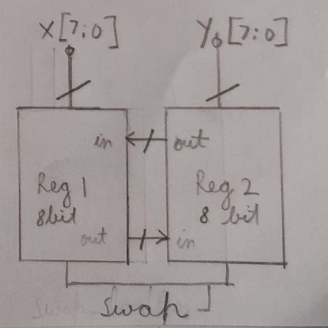 X[7:0] Y[7:0]
in out
Reg 1 Reg 2
8bit 8 bit
out in
Swap